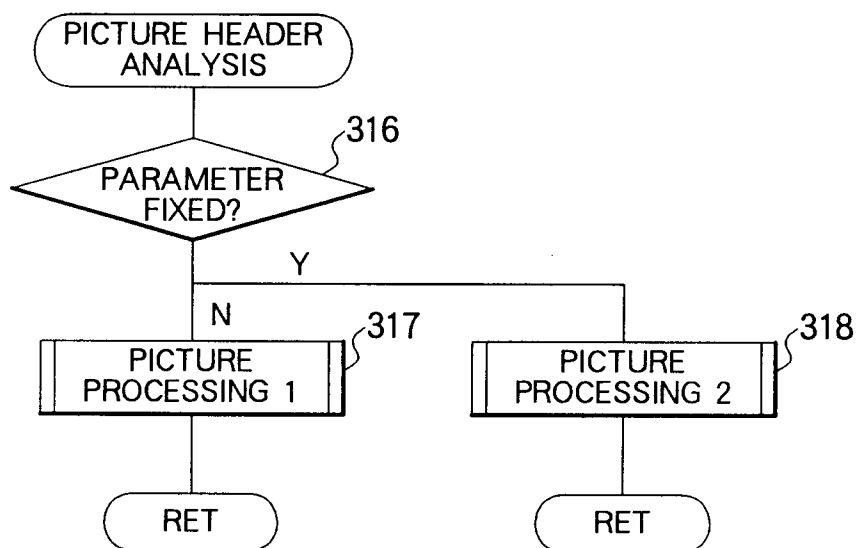 PICTURE HEADER
ANALYSIS
316
PARAMETER
FIXED?
Y
N
317
318
PICTURE
PROCESSING 1
PICTURE
PROCESSING 2
RET
RET